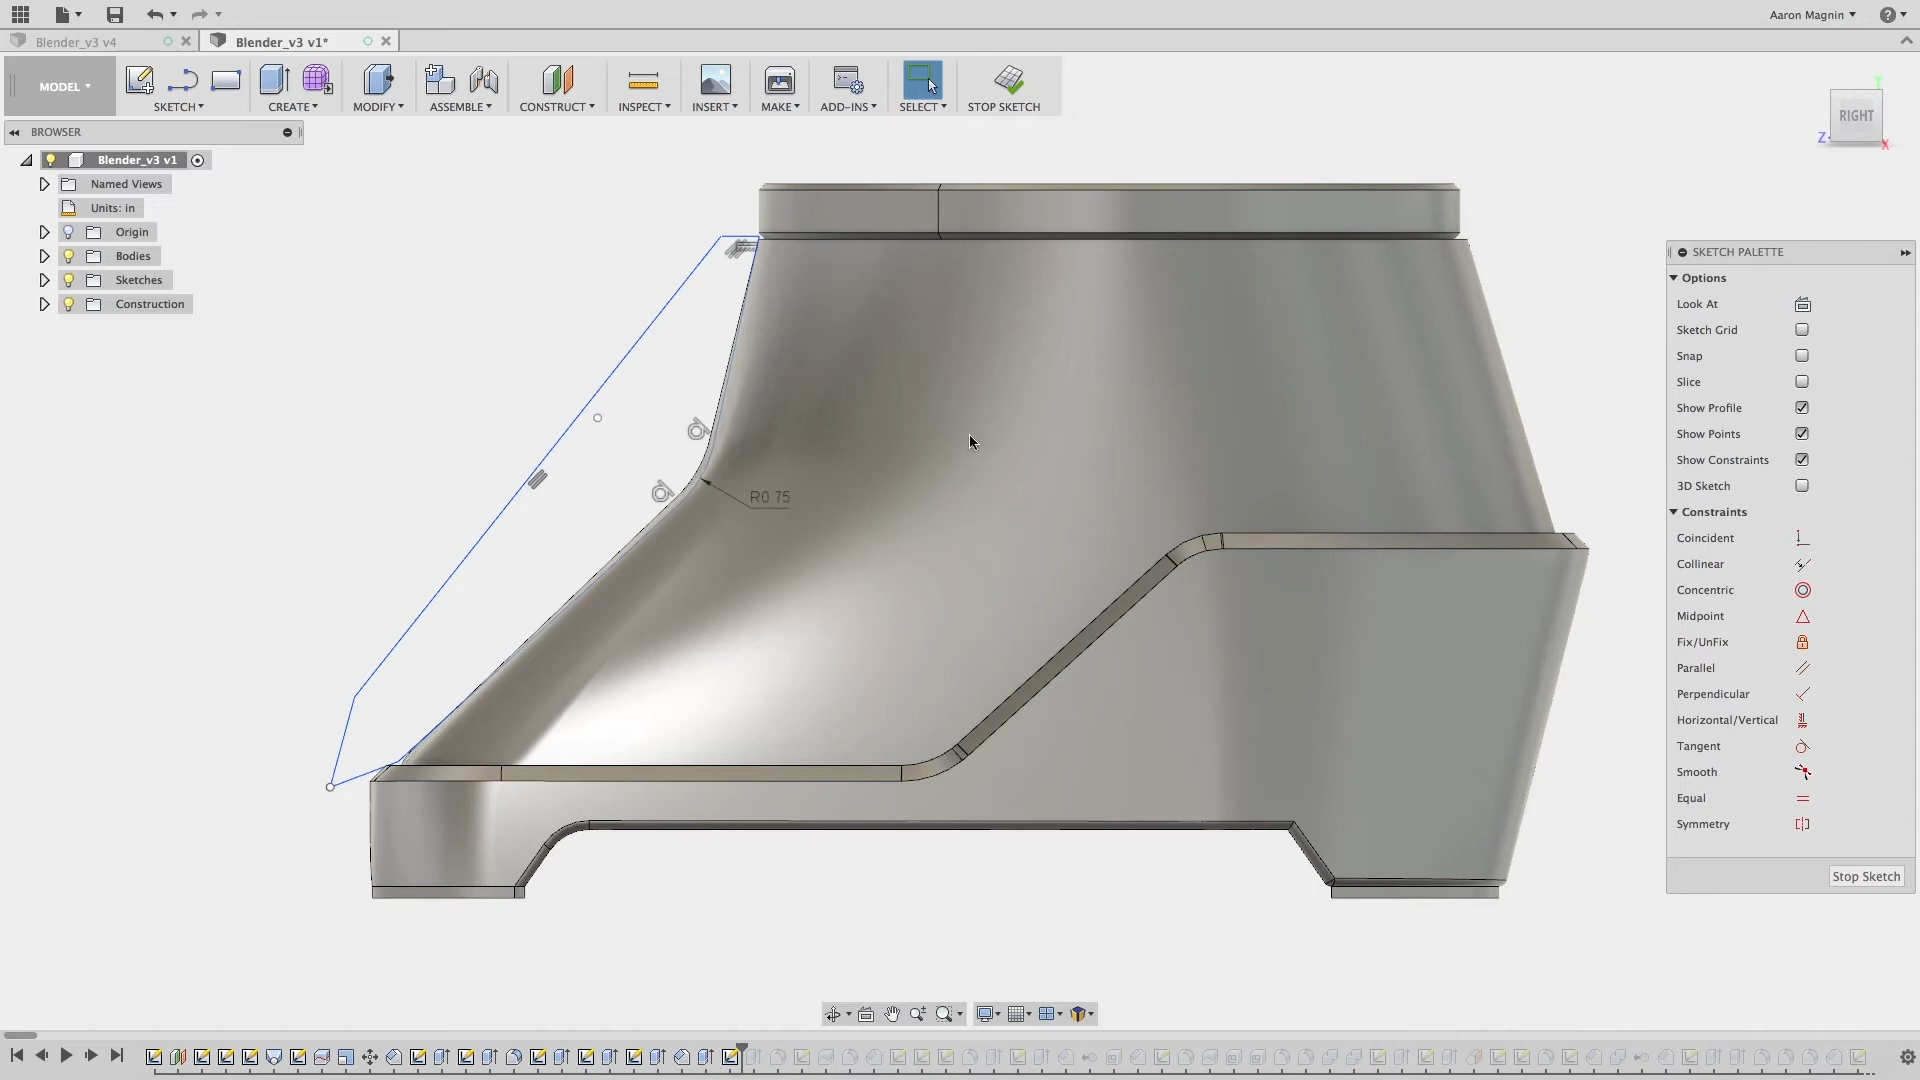 Aaron Magnin
Blender_v3 v4
Blender_v3 v1*
MODEL
SKETCH
CREATE
MODIFY
ASSEMBLE
CONSTRUCT
INSPECT
INSERT
MAKE
ADD-INS
SELECT
STOP SKETCH
RIGHT
Y
Z
X
BROWSER
Blender_v3 v1
Named Views
Units: in
Origin
Bodies
Sketches
Construction
R0.75
SKETCH PALETTE
Options
Look At
Sketch Grid
Snap
Slice
Show Profile
Show Points
Show Constraints
3D Sketch
Constraints
Coincident
Collinear
Concentric
Midpoint
Fix/UnFix
Parallel
Perpendicular
Horizontal/Vertical
Tangent
Smooth
Equal
Symmetry
Stop Sketch